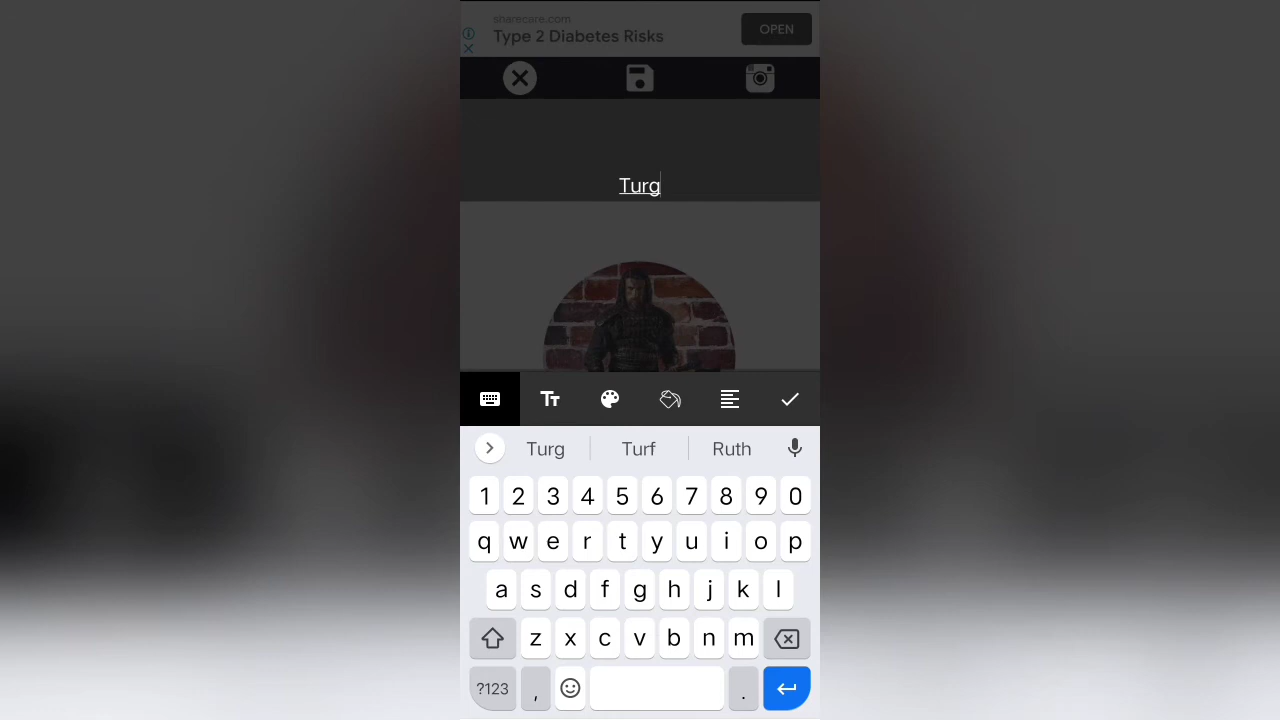 sharecare.com
Type 2 Diabetes Risks
OPEN
Turg
Tт
Turg Turf Ruth
1 2 3 4 5 6 7 8 9 0
q w e r t y u i o p
a s d f g h j k l
z x c v b n m
?123 , .